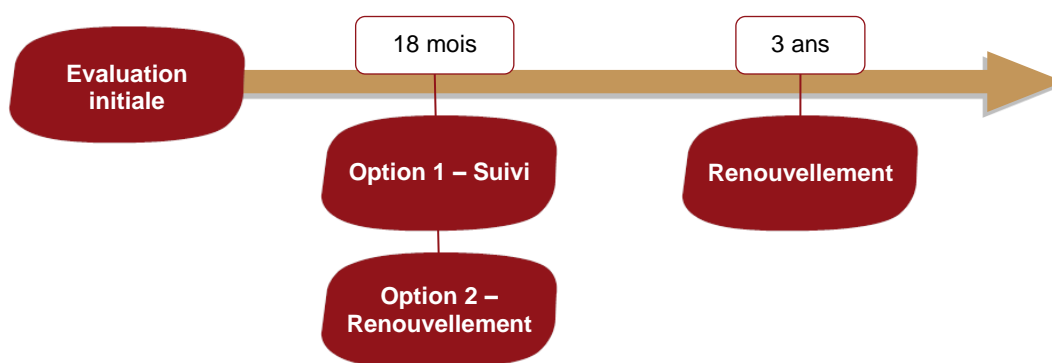 Evaluation
initiale
18 mois
3 ans
Option 1 – Suivi
Renouvellement
Option 2 –
Renouvellement